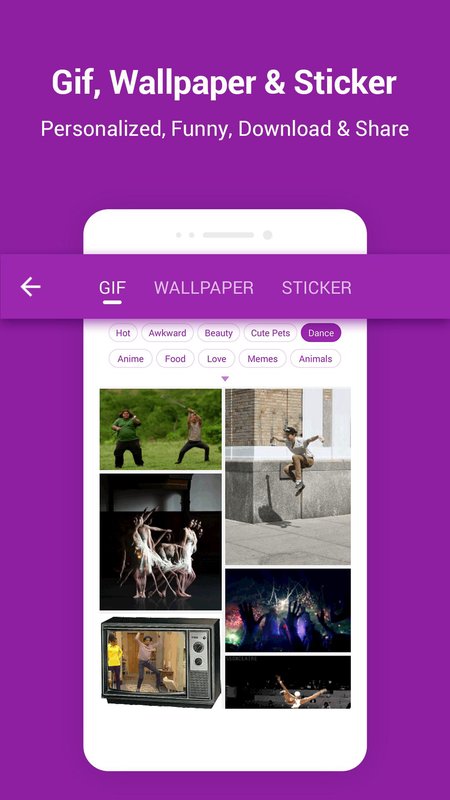 Gif, Wallpaper & Sticker
Personalized, Funny, Download & Share
GIF WALLPAPER STICKER
Hot Awkward Beauty Cute Pets Dance
Anime Food Love Memes Animals